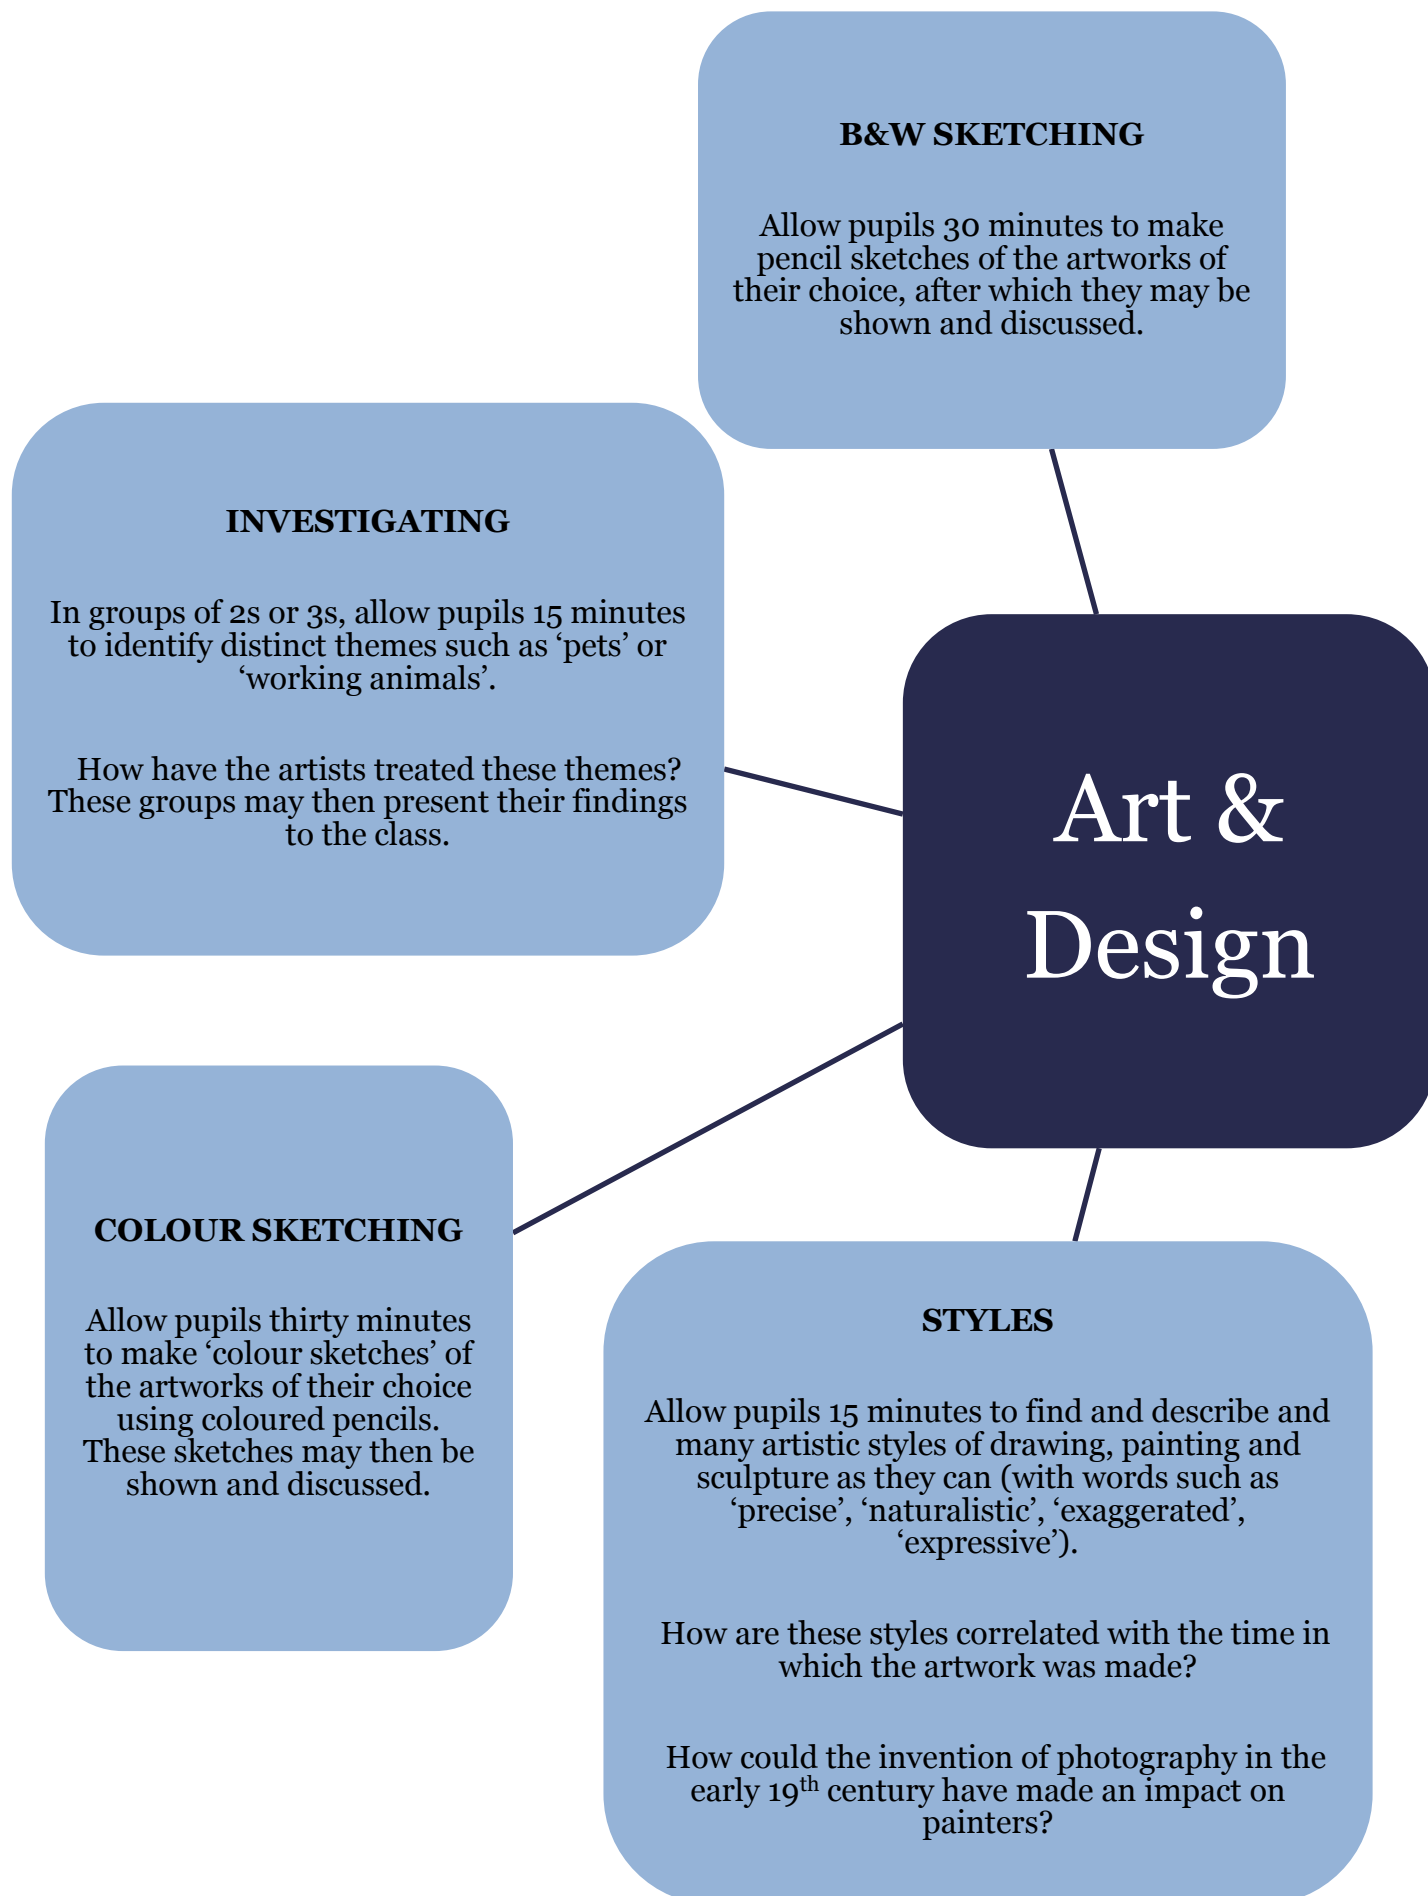 B&W SKETCHING
Allow pupils 30 minutes to make
pencil sketches of the artworks of
their choice, after which they may be
shown and discussed.
INVESTIGATING
In groups of 2s or 3s, allow pupils 15 minutes
to identify distinct themes such as ‘pets’ or
‘working animals’.
How have the artists treated these themes?
These groups may then present their findings
to the class.
Art &
Design
COLOUR SKETCHING
Allow pupils thirty minutes
to make ‘colour sketches’ of
the artworks of their choice
using coloured pencils.
These sketches may then be
shown and discussed.
STYLES
Allow pupils 15 minutes to find and describe and
many artistic styles of drawing, painting and
sculpture as they can (with words such as
‘precise’, ‘naturalistic’, ‘exaggerated’,
‘expressive’).
How are these styles correlated with the time in
which the artwork was made?
How could the invention of photography in the
early 19th century have made an impact on
painters?